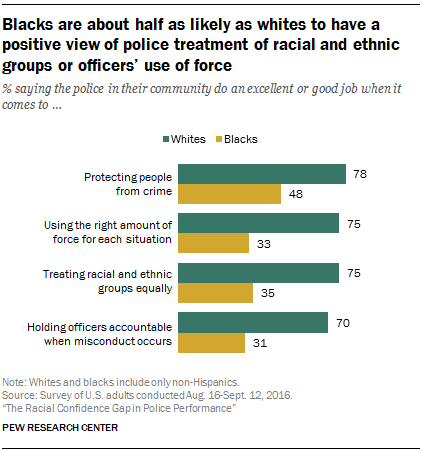 Blacks are about half as likely as whites to have a
positive view of police treatment of racial and ethnic
groups or officers' use of force
% saying the police in their community do an excellent or good job when it
comes to ...
Whites Blacks
Protecting people
from crime
78
48
Using the right amount of
force for each situation
75
33
Treating racial and ethnic
groups equally
75
35
Holding officers accountable
when misconduct occurs
70
31
Note: Whites and blacks include only non-Hispanics.
Source: Survey of U.S. adults conducted Aug. 16-Sept. 12, 2016.
"The Racial Confidence Gap in Police Performance"
PEW RESEARCH CENTER